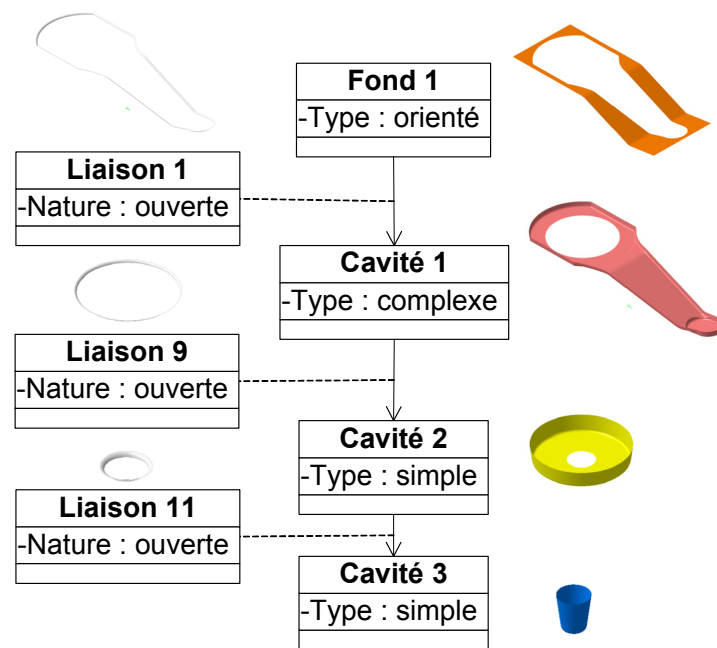 Fond 1
-Type : orienté
Liaison 1
-Nature : ouverte
Cavité 1
-Type : complexe
Liaison 9
-Nature : ouverte
Cavité 2
-Type : simple
Liaison 11
-Nature : ouverte
Cavité 3
-Type : simple